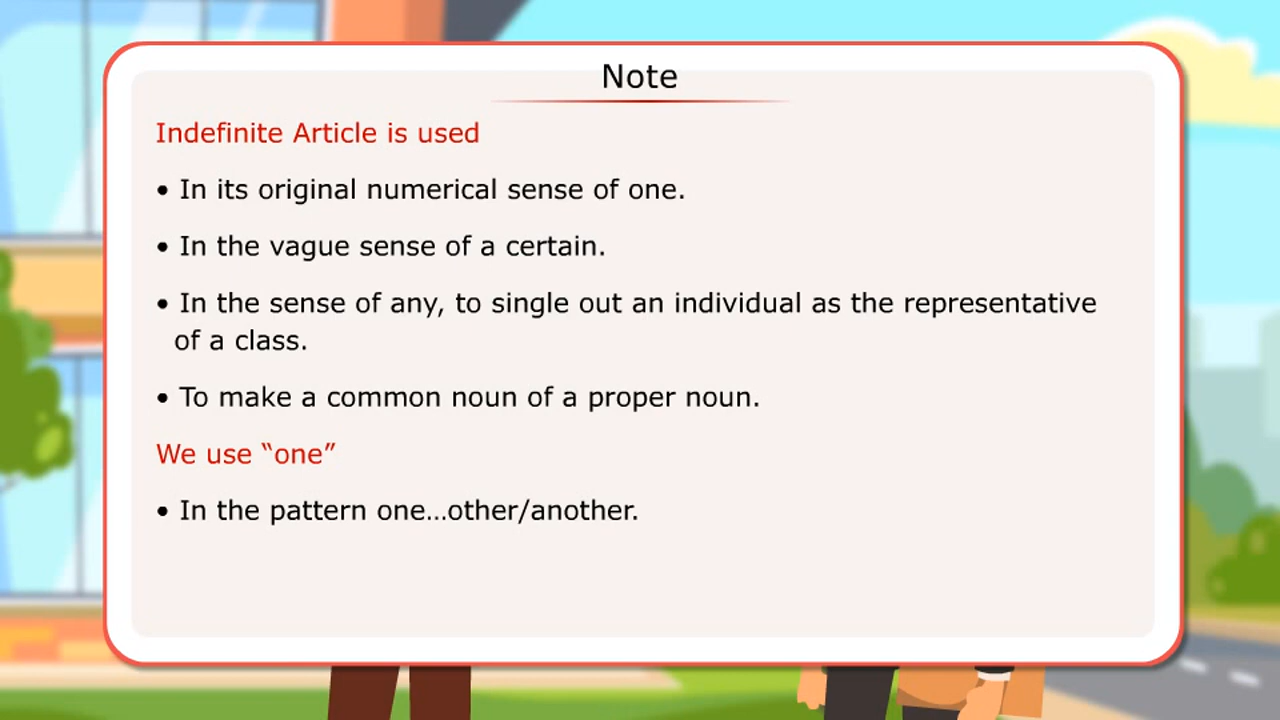 Note
Indefinite Article is used
• In its original numerical sense of one.
• In the vague sense of a certain.
• In the sense of any, to single out an individual as the representative
of a class.
• To make a common noun of a proper noun.
We use “one”
• In the pattern one...other/another.